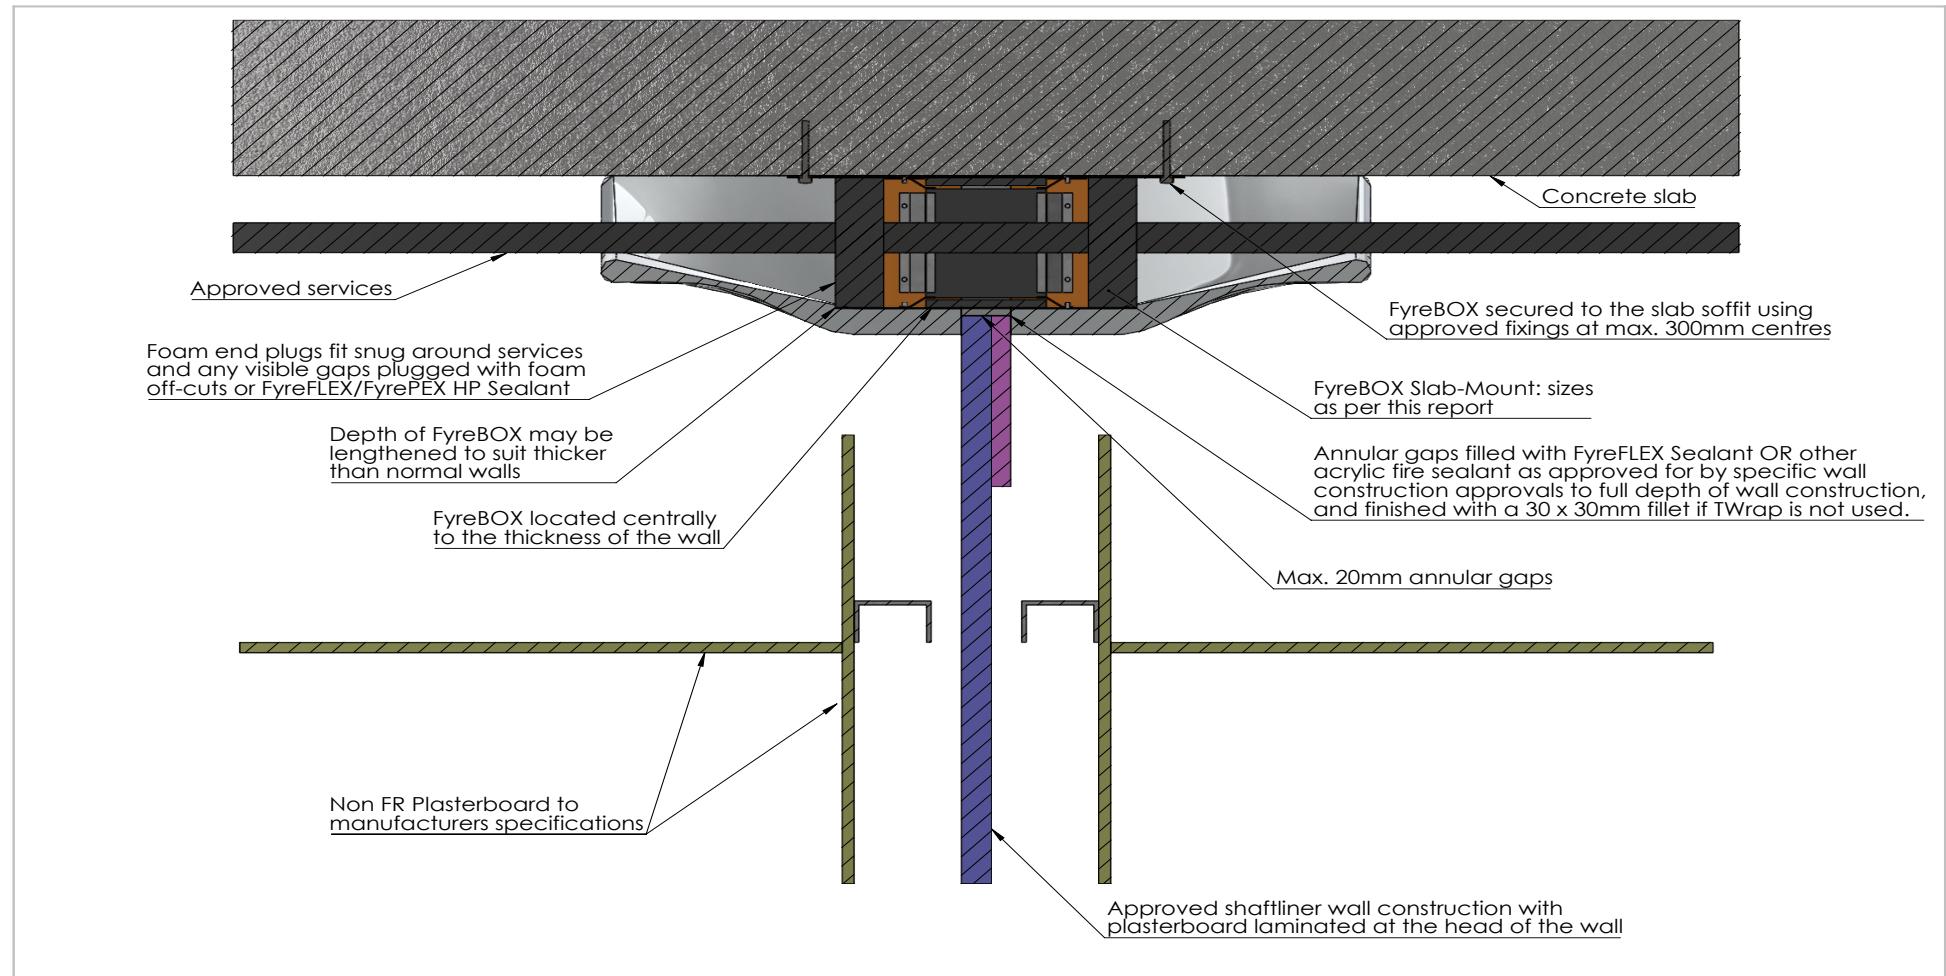 Concrete slab
Approved services
FyreBOX secured to the slab soffit using
approved fixings at max. 300mm centres
Foam end plugs fit snug around services
and any visible gaps plugged with foam
off-cuts or FyreFLEX/FyrePEX HP Sealant
FyreBOX Slab-Mount: sizes
as per this report
Depth of FyreBOX may be
lengthened to suit thicker
than normal walls
Annular gaps filled with FyreFLEX Sealant OR other
acrylic fire sealant as approved for by specific wall
construction approvals to full depth of wall construction,
and finished with a 30 x 30mm fillet if TWrap is not used.
FyreBOX located centrally
to the thickness of the wall
Max. 20mm annular gaps
Non FR Plasterboard to
manufacturers specifications
Approved shaftliner wall construction with
plasterboard laminated at the head of the wall